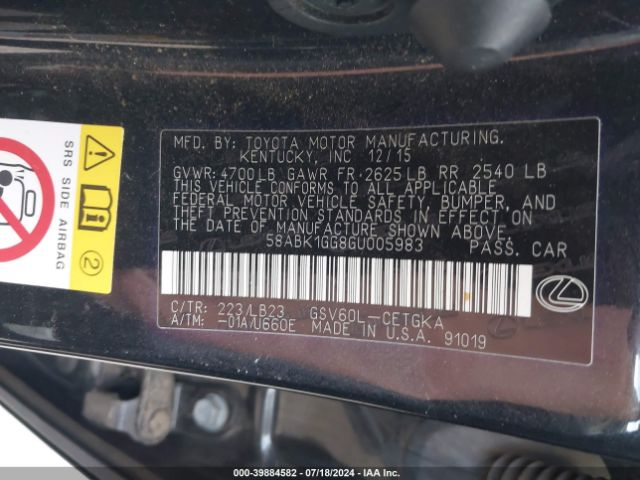 MFD. BY: TOYOTA MOTOR MANUFACTURING.
KENTUCKY, INC 12/15
GVWR: 4700LB GAWR FR 2625LB RR 2540 LB
THIS VEHICLE CONFORMS TO ALL APPLICABLE
FEDERAL MOTOR VEHICLE SAFETY, BUMPER, AND
THEFT PREVENTION STANDARDS IN EFFECT ON
THE DATE OF MANUFACTURE SHOWN ABOVE.
58ABK1GG8GU005983 PASS. CAR
C/TR: 223/LB23 GSV60L-CETGKA
A/TM: -01A/U660E MADE IN U.S.A. 91019
SRS SIDE AIRBAG
2
000-39884582 / 07/18/2024 / IAA Inc.